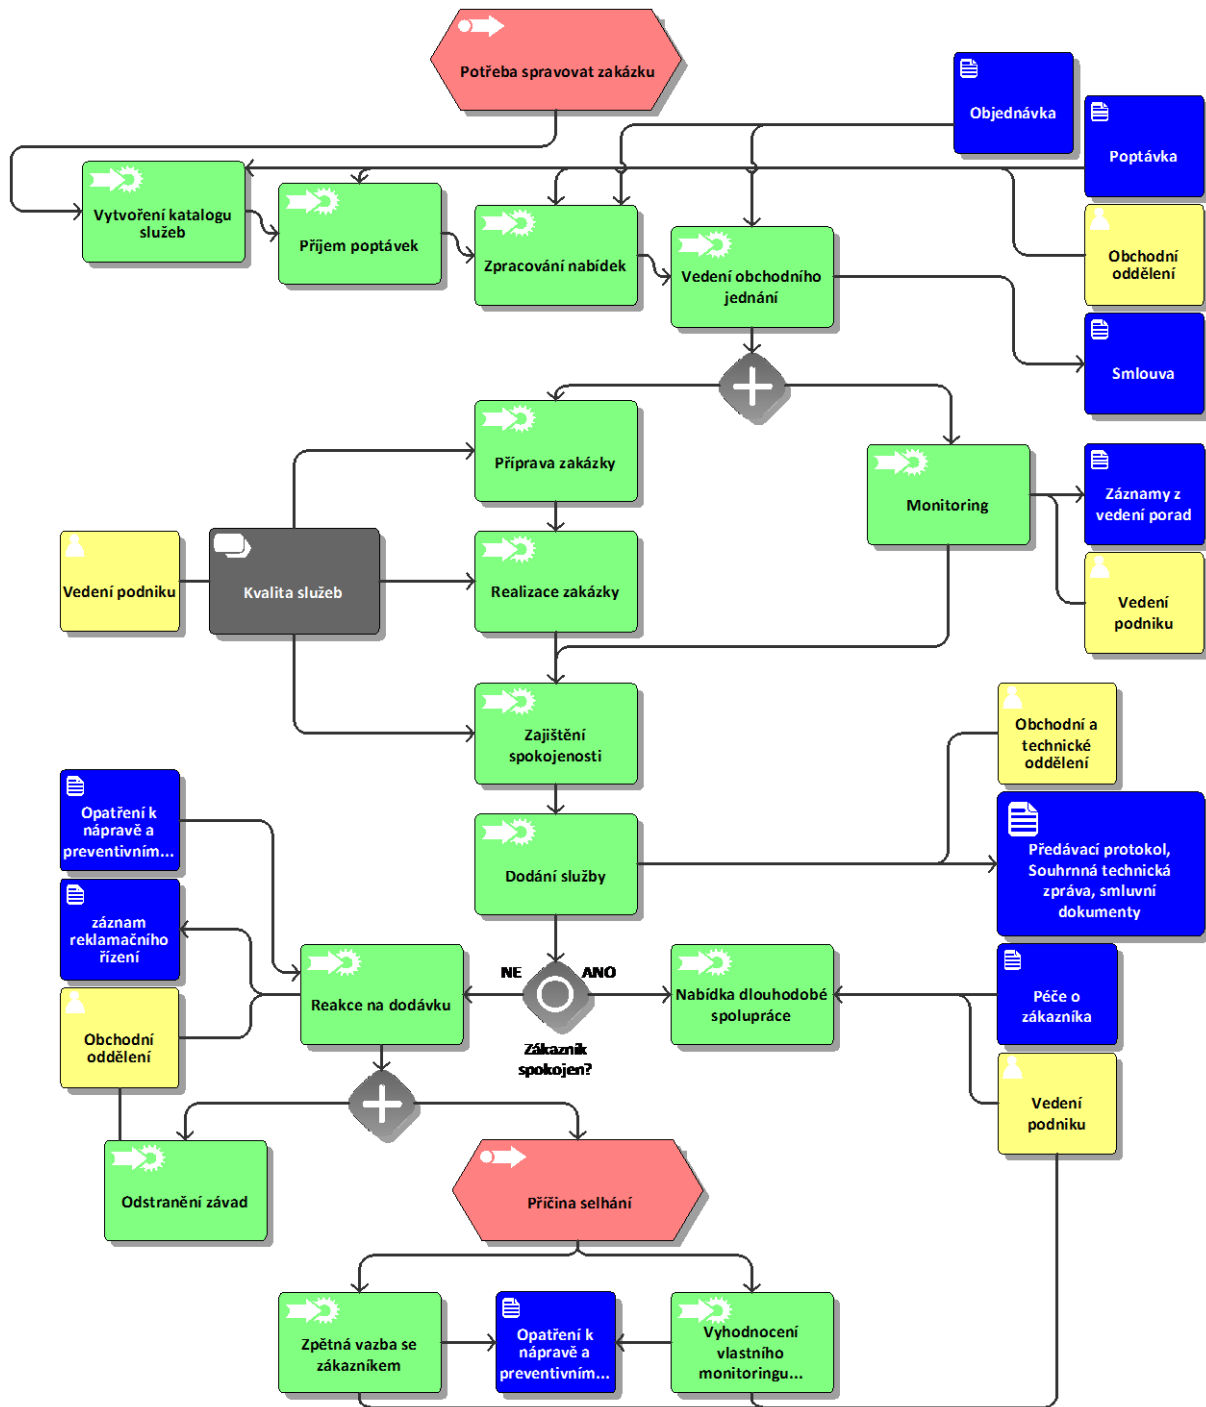 Potřeba spravovat zakázku
Objednávka
Poptávka
Vytvoření katalogu
služeb
Příjem poptávek
Zpracování nabídek
Vedení obchodního
jednání
Obchodní
oddělení
Smlouva
Příprava zakázky
Monitoring
Záznamy z
vedení porad
Vedení podniku
Kvalita služeb
Realizace zakázky
Vedení
podniku
Zajištění
spokojenosti
Obchodní a
technické
oddělení
Opatření k
nápravě a
preventivním...
Dodání služby
Předávací protokol,
Souhrnná technická
zpráva, smluvní
dokumenty
záznam
reklamačního
řízení
Reakce na dodávku
NE
ANO
Nabídka dlouhodobé
spolupráce
Péče o
zákazníka
Zákazník
spokojen?
Obchodní
oddělení
Vedení
podniku
Odstranění závad
Příčina selhání
Zpětná vazba se
zákazníkem
Opatření k
nápravě a
preventivním...
Vyhodnocení
vlastního
monitoringu...